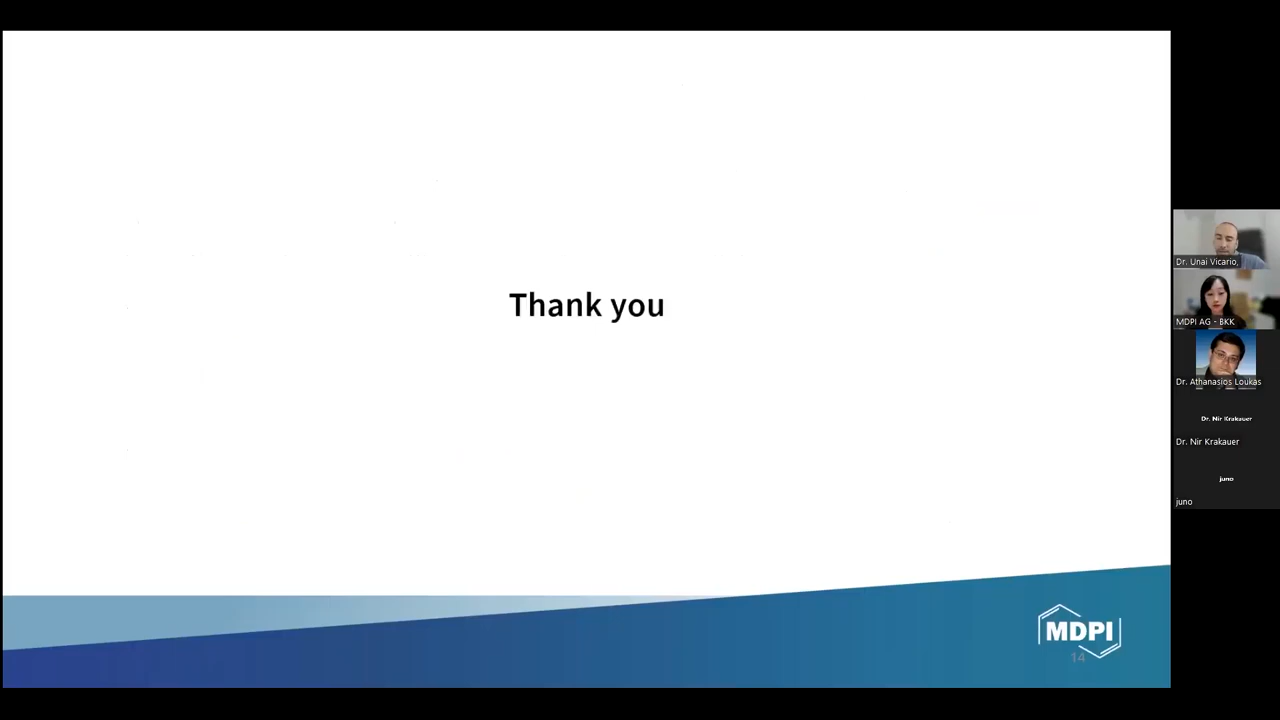 Thank you
MDPI
14
Dr. Unai Vicario,
MDPI AG - BKK
Dr. Athanasios Loukas
Dr. Nir Krakauer
Dr. Nir Krakauer
juno
juno